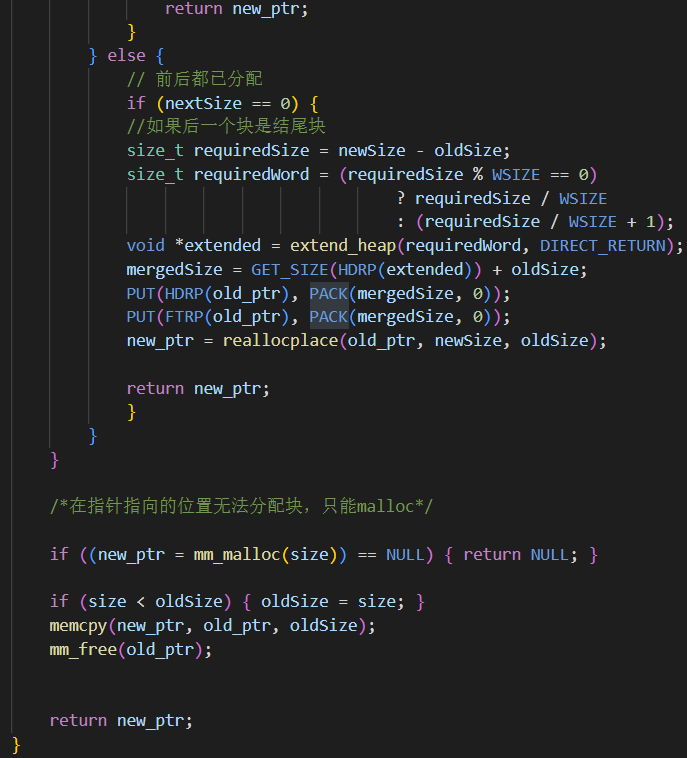 return new_ptr;
}
} else {
// 前后都已分配
if (nextSize == 0) {
//如果后一个块是结尾块
size_t requiredSize = newSize - oldSize;
size_t requiredWord = (requiredSize % WSIZE == 0)
? requiredSize / WSIZE
: (requiredSize / WSIZE + 1);
void *extended = extend_heap(requiredWord, DIRECT_RETURN);
mergedSize = GET_SIZE(HDRP(extended)) + oldSize;
PUT(HDRP(old_ptr), PACK(mergedSize, 0));
PUT(FTRP(old_ptr), PACK(mergedSize, 0));
new_ptr = reallocplace(old_ptr, newSize, oldSize);
return new_ptr;
}
}
}
/*在指针指向的位置无法分配块，只能malloc*/
if ((new_ptr = mm_malloc(size)) == NULL) { return NULL; }
if (size < oldSize) { oldSize = size; }
memcpy(new_ptr, old_ptr, oldSize);
mm_free(old_ptr);
return new_ptr;
}